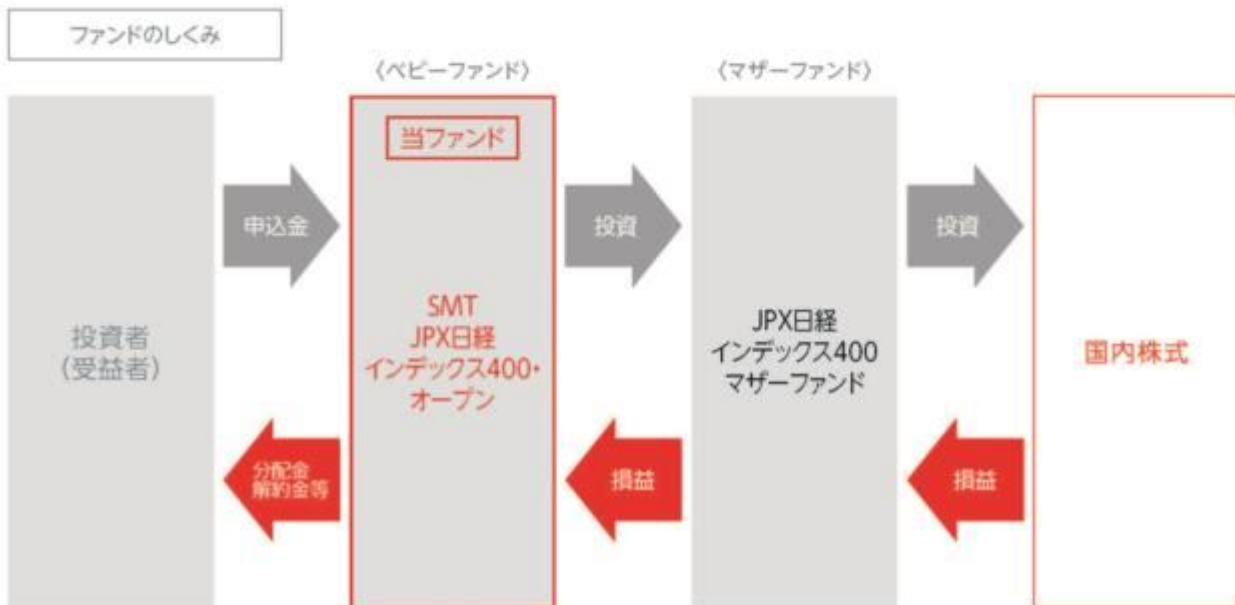 ファンドのしくみ
〈ベビーファンド〉
〈マザーファンド〉
当ファンド
申込金
投資
投資
投資者
(受益者)
SMT
JPX日経
インデックス400・
オープン
JPX日経
インデックス400
マザーファンド
国内株式
分配金
解約金等
損益
損益